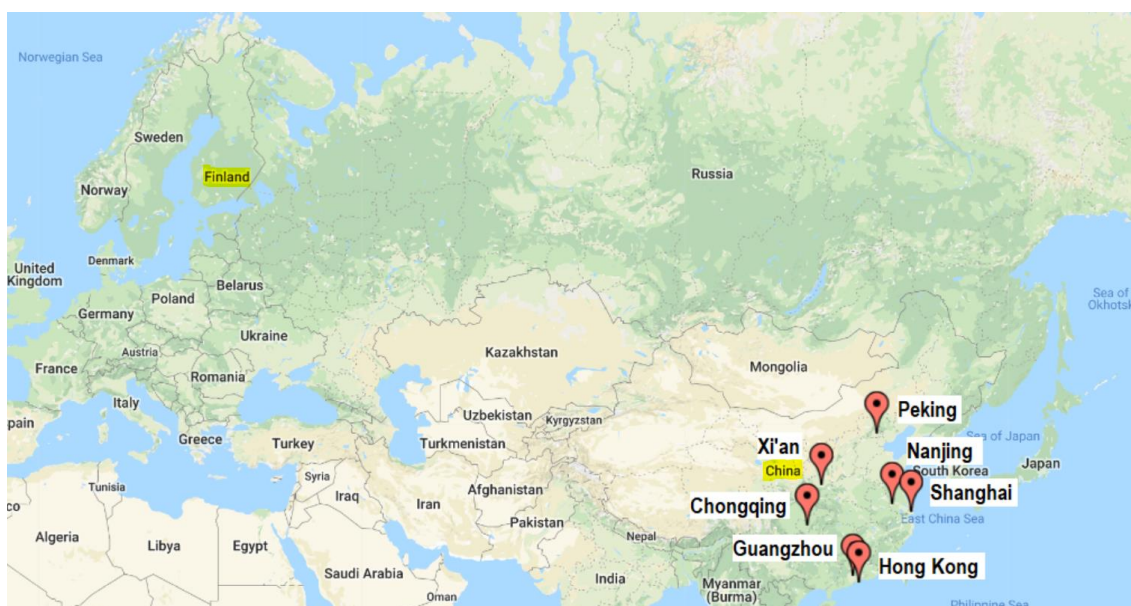 Norwegian Sea
Sweden
Finland
Norway
Russia
United
Kingdom
Denmark
Belarus
Poland
Germany
Sea of
Okhotsk
Ukraine
Austria
France
Kazakhstan
Mongolia
Romania
Italy
Uzbekistan
Kyrgyzstan
Peking
pain
Greece
Turkey
Turkmenistan
Sea of Japan
Xi'an
Nanjing
Japan
China
South Korea
Tunisia
Syria
Afghanistan
Shanghai
Iraq
Iran
Chongqing
co
Pakistan
East China Sea
Algeria
Libya
Egypt
Nepal
Guangzhou
Hong Kong
Saudi Arabia
India
Myanmar
(Burma)
Oman
Philippine Sea